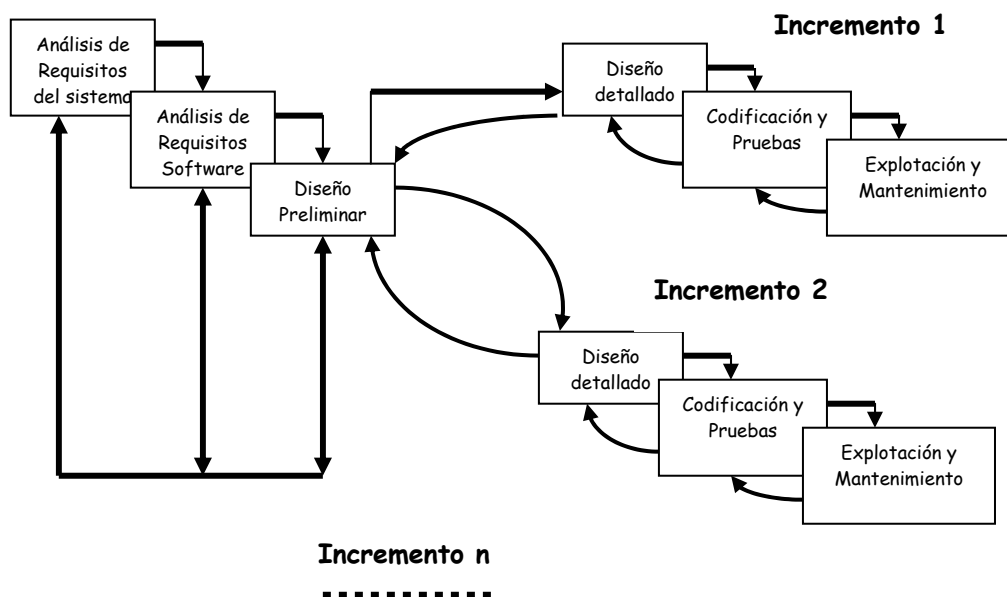 Incremento 1
Análisis de
Requisitos
del sistema
Análisis de
Requisitos
Software
Diseño
Preliminar
Diseño
detallado
Codificación y
Pruebas
Explotación y
Mantenimiento
Incremento 2
Diseño
detallado
Codificación y
Pruebas
Explotación y
Mantenimiento
Incremento n